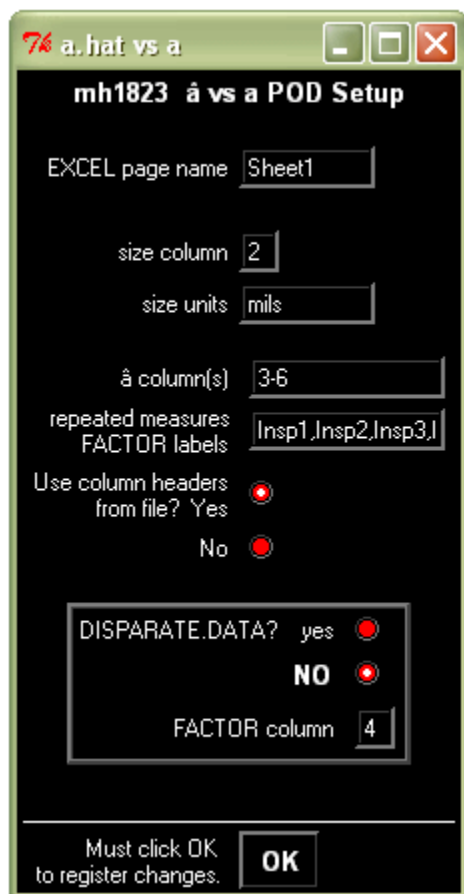 7% a.hat vs a
mh1823 â vs a POD Setup
EXCEL page name Sheet1
size column 2
size units mils
â column(s) 3-6
repeated measures
FACTOR labels Insp1,Insp2,Insp3,I
Use column headers
from file? Yes
No
DISPARATE.DATA? yes
NO
FACTOR column 4
Must click OK
to register changes.
OK